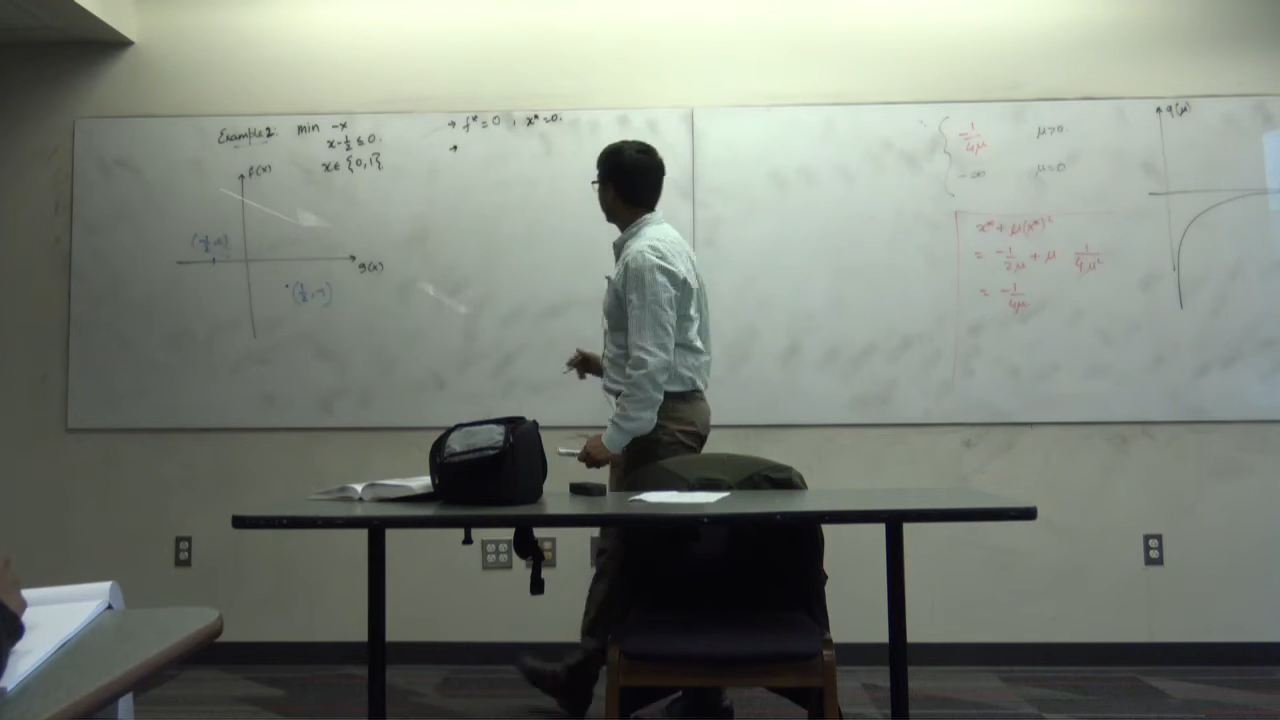 Example 2: min -x
x - 1/2 ≤ 0.
x ∈ {0,1}
→ f* = 0 , x* = 0.
→
f(x)
g(x)
(-1/2, 0)
(1/2, -1)
-1/4μ μ>0
-∞ μ=0
x* + μ(x*)²
= -1/2μ + μ 1/4μ²
= -1/4μ
q(μ)